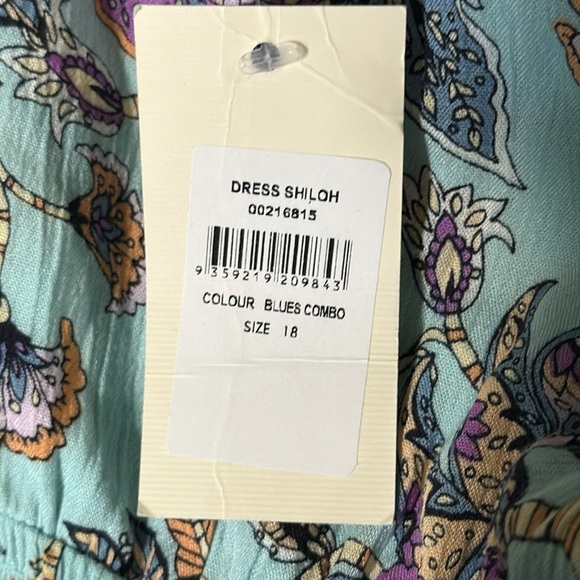 DRESS SHILOH
00216815
9 359219 209843
COLOUR BLUES COMBO
SIZE 18